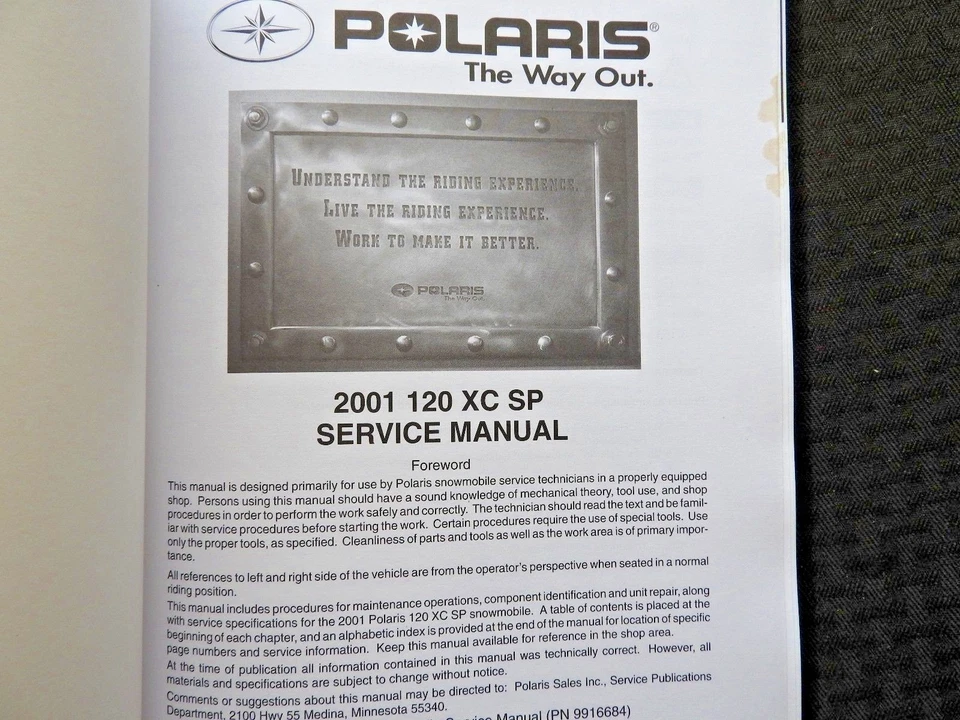 POLARIS®
The Way Out.
UNDERSTAND THE RIDING EXPERIENCE.
LIVE THE RIDING EXPERIENCE.
WORK TO MAKE IT BETTER.
POLARIS
The Way Out.
2001 120 XC SP
SERVICE MANUAL
Foreword
This manual is designed primarily for use by Polaris snowmobile service technicians in a properly equipped
shop. Persons using this manual should have a sound knowledge of mechanical theory, tool use, and shop
procedures in order to perform the work safely and correctly. The technician should read the text and be famil-
iar with service procedures before starting the work. Certain procedures require the use of special tools. Use
only the proper tools, as specified. Cleanliness of parts and tools as well as the work area is of primary impor-
tance.
All references to left and right side of the vehicle are from the operator's perspective when seated in a normal
riding position.
This manual includes procedures for maintenance operations, component identification and unit repair, along
with service specifications for the 2001 Polaris 120 XC SP snowmobile. A table of contents is placed at the
beginning of each chapter, and an alphabetic index is provided at the end of the manual for location of specific
page numbers and service information. Keep this manual available for reference in the shop area.
At the time of publication all information contained in this manual was technically correct. However, all
materials and specifications are subject to change without notice.
Comments or suggestions about this manual may be directed to: Polaris Sales Inc., Service Publications
Department, 2100 Hwy 55 Medina, Minnesota 55340.
Service Manual (PN 9916684)